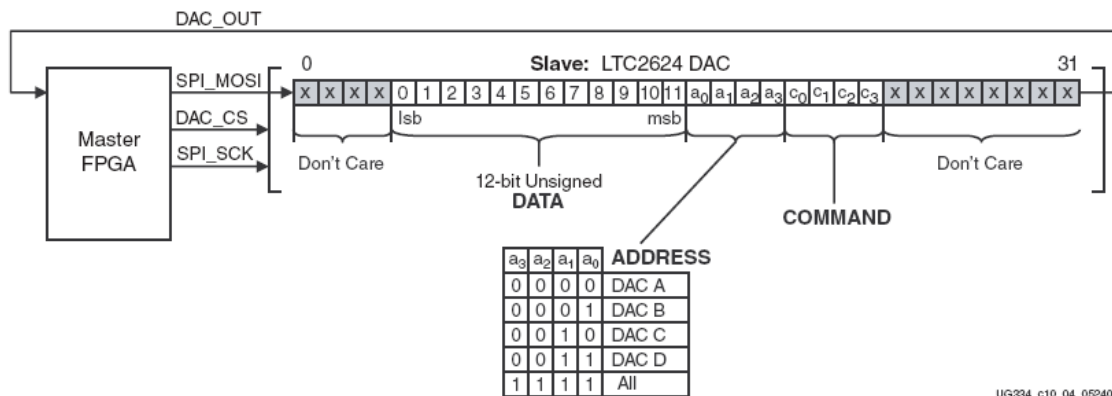 DAC_OUT
0 Slave: LTC2624 DAC 31
SPI_MOSI
X X X X 0 1 2 3 4 5 6 7 8 9 10 11 a0 a1 a2 a3 c0 c1 c2 c3 X X X X X X X X
DAC_CS
lsb msb
Master
FPGA
SPI_SCK
Don't Care
Don't Care
12-bit Unsigned
DATA
COMMAND
a3 a2 a1 a0 ADDRESS
0 0 0 0 DAC A
0 0 0 1 DAC B
0 0 1 0 DAC C
0 0 1 1 DAC D
1 1 1 1 All
UG334_c10_04_05240